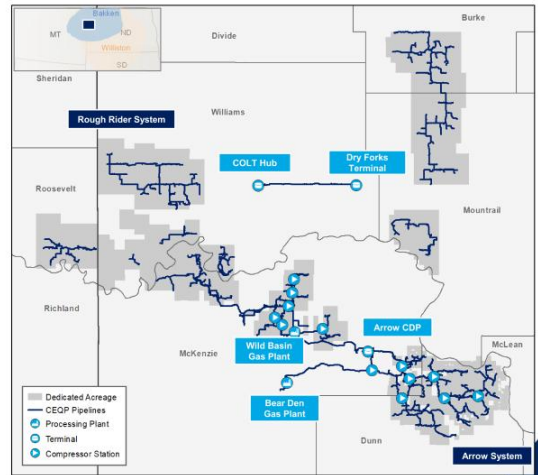 Bakken
MT
ND
Williston
SD
Burke
Divide
Sheridan
Williams
Rough Rider System
COLT Hub
Dry Forks
Terminal
Roosevelt
Mountrail
Richland
Arrow CDP
McLean
Wild Basin
Gas Plant
McKenzie
Bear Den
Gas Plant
Dedicated Acreage
CEQP Pipelines
Processing Plant
Terminal
Compressor Station
Dunn
Arrow System